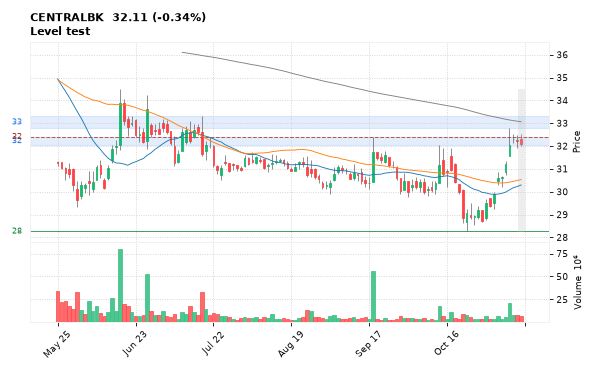 CENTRALBK 32.11 (-0.34%)
Level test
36
35
34
33
33
32
32
32
31
30
29
28
28
Price
75
50
25
Volume 10⁶
May 25
Jun 23
Jul 22
Aug 19
Sep 17
Oct 16